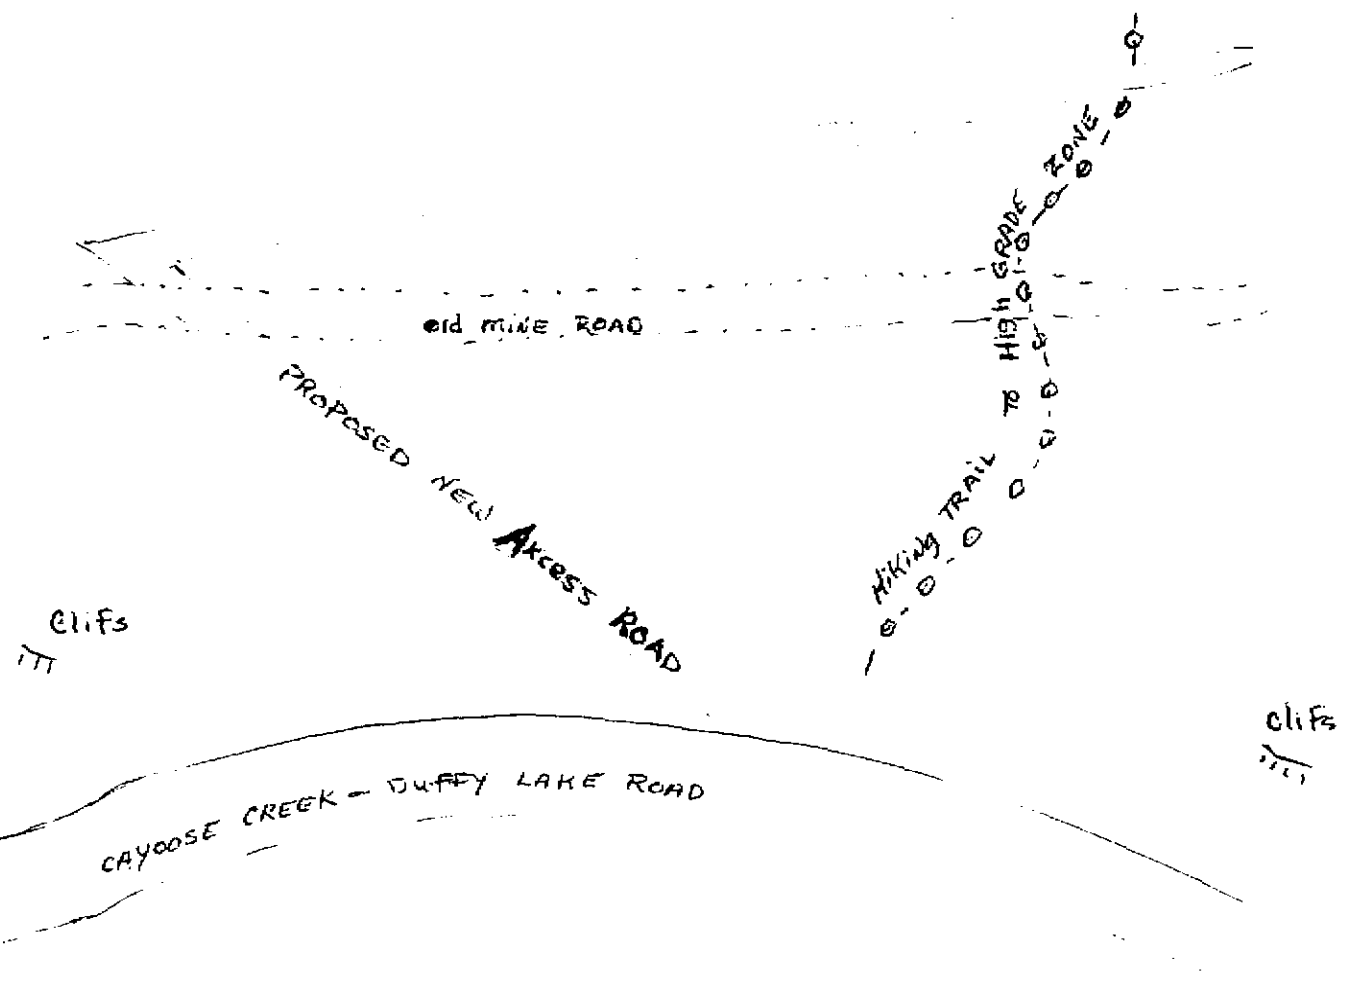 HiKiNg TRAIL To High GRADE ZONE
old MINE ROAD
PROPOSED NEW AKcess ROAD
Clifs
clifs
CAYOOSE CREEK - DUFFY LAKE ROAD